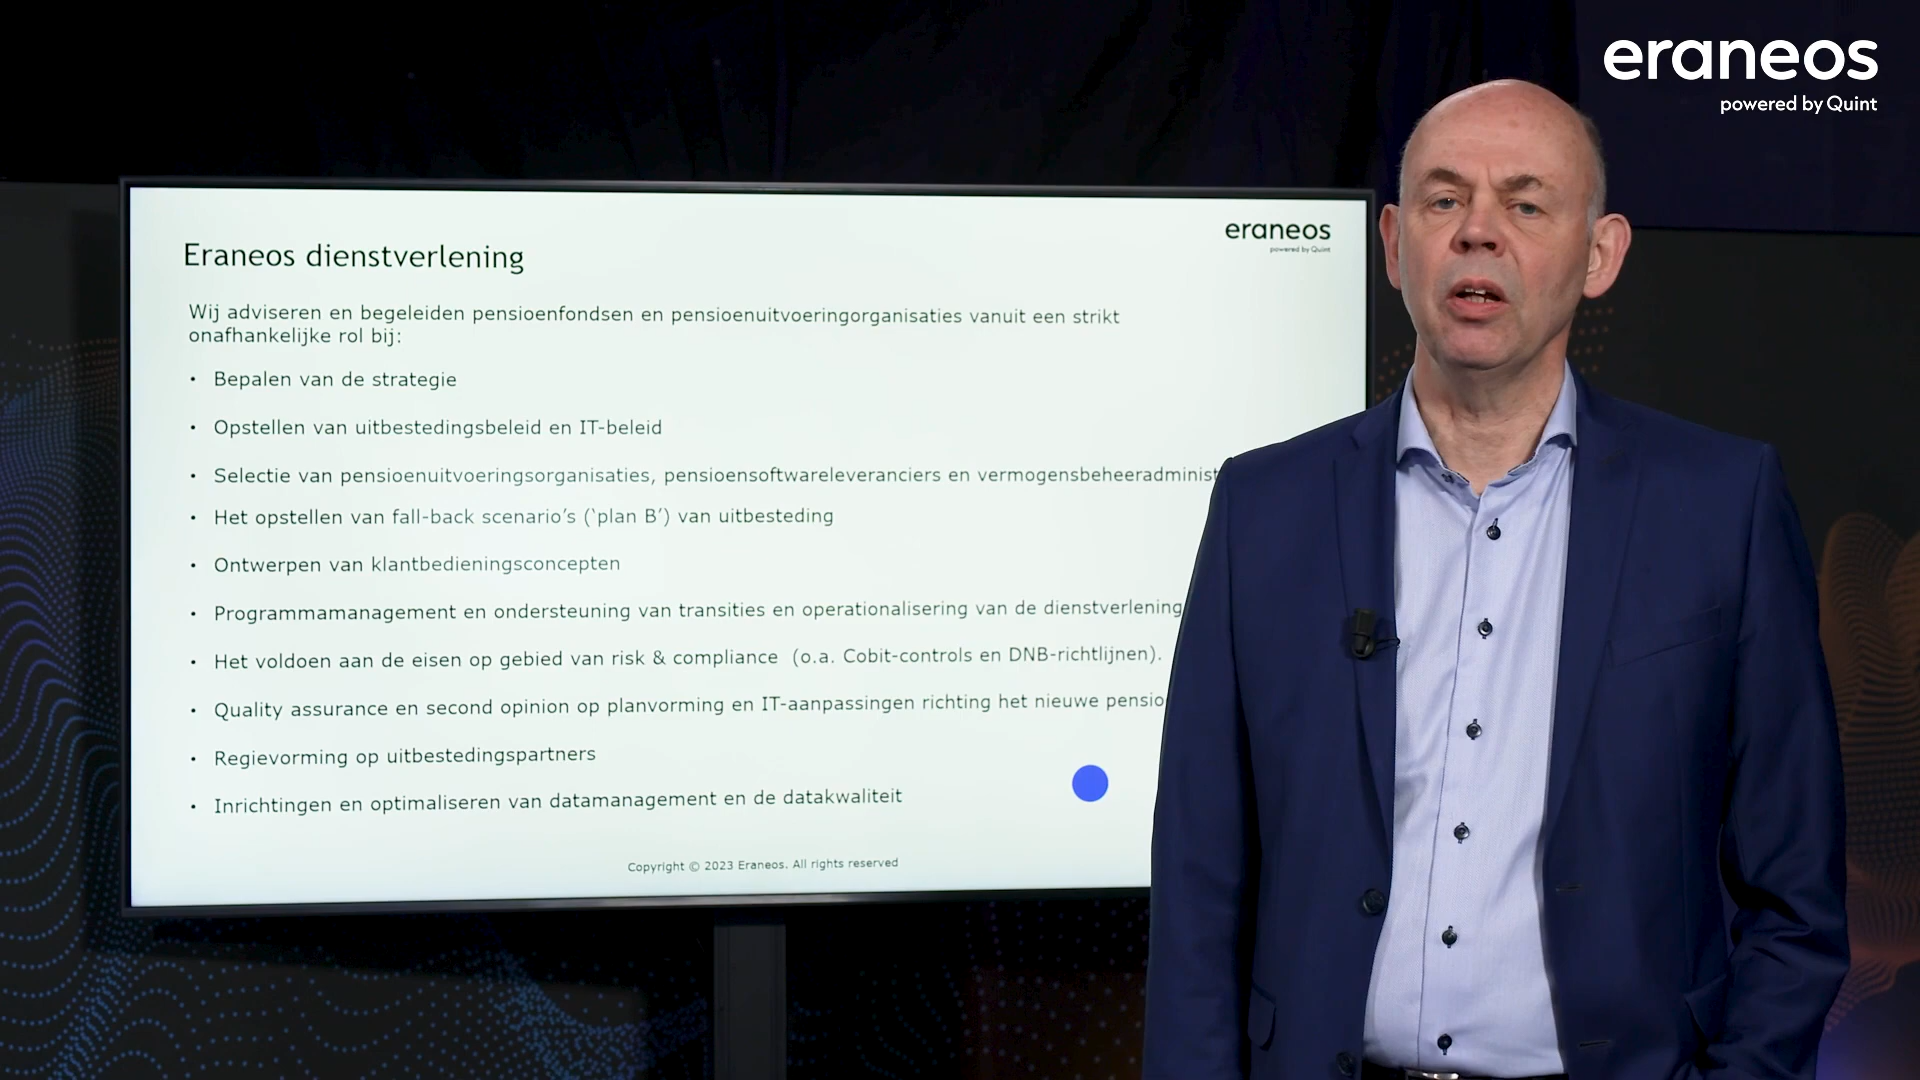 eraneos
powered by Quint
eraneos
powered by Quint
Eraneos dienstverlening
Wij adviseren en begeleiden pensioenfondsen en pensioenuitvoeringorganisaties vanuit een strikt
onafhankelijke rol bij:
• Bepalen van de strategie
• Opstellen van uitbestedingsbeleid en IT-beleid
• Selectie van pensioenuitvoeringsorganisaties, pensioensoftwareleveranciers en
• Het opstellen van fall-back scenario’s (‘plan B’) van uitbesteding
• Ontwerpen van klantbedieningsconcepten
• Programmamanagement en ondersteuning van transities en operationalisering van de dienstverlening
• Het voldoen aan de eisen op gebied van risk & compliance (o.a. Cobit-controls en DNB-richtlijnen).
• Quality assurance en second opinion op planvorming en IT-aanpassingen richting het nieuwe
• Regievorming op uitbestedingspartners
• Inrichtingen en optimaliseren van datamanagement en de datakwaliteit
Copyright © 2023 Eraneos. All rights reserved